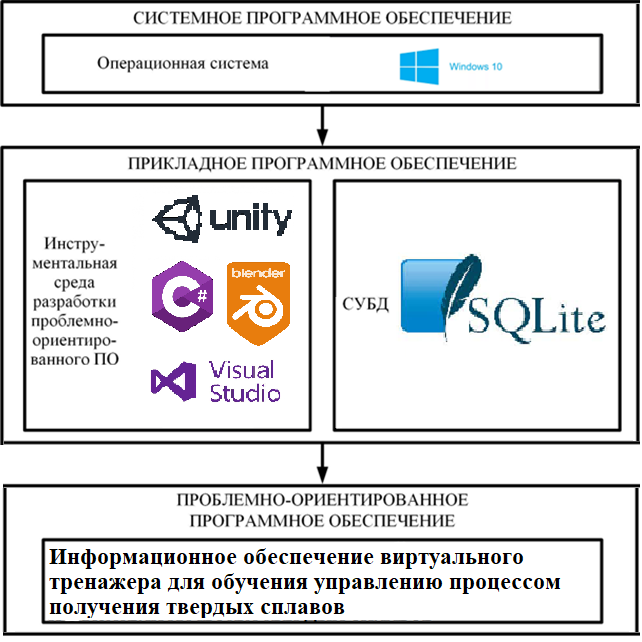 СИСТЕМНОЕ ПРОГРАММНОЕ ОБЕСПЕЧЕНИЕ
Операционная система
Windows 10
ПРИКЛАДНОЕ ПРОГРАММНОЕ ОБЕСПЕЧЕНИЕ
Инстру-
ментальная
среда
разработки
проблемно-
ориентиро-
ванного ПО
unity
C#
blender
Visual
Studio
СУБД
SQLite
ПРОБЛЕМНО-ОРИЕНТИРОВАННОЕ
ПРОГРАММНОЕ ОБЕСПЕЧЕНИЕ
Информационное обеспечение виртуального
тренажера для обучения управлению процессом
получения твердых сплавов